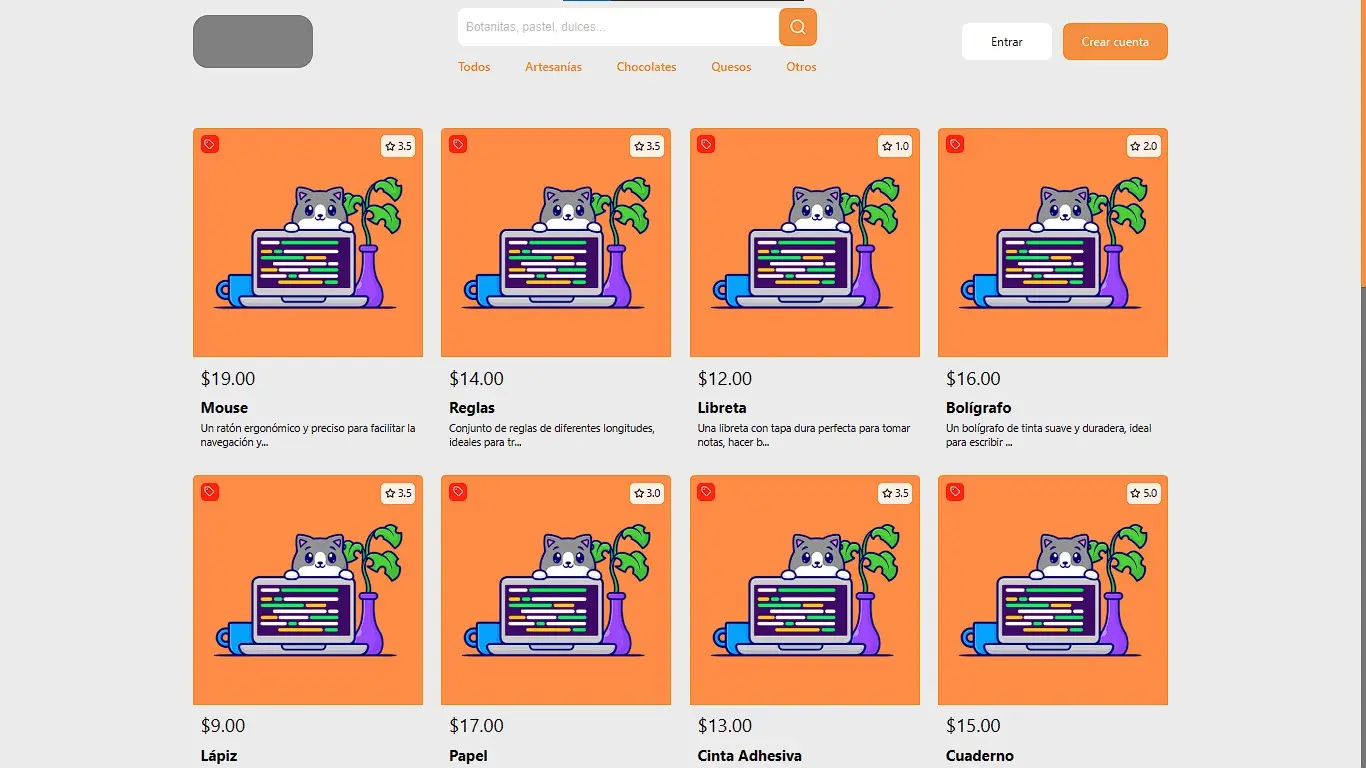 Botanitas, pastel, dulces...
Entrar
Crear cuenta
Todos
Artesanías
Chocolates
Quesos
Otros
3.5
3.5
1.0
2.0
$19.00
$14.00
$12.00
$16.00
Mouse
Reglas
Libreta
Bolígrafo
Un ratón ergonómico y preciso para facilitar la
navegación y...
Conjunto de reglas de diferentes longitudes,
ideales para tr...
Una libreta con tapa dura perfecta para tomar
notas, hacer b...
Un bolígrafo de tinta suave y duradera, ideal
para escribir ...
3.5
3.0
3.5
5.0
$9.00
$17.00
$13.00
$15.00
Lápiz
Papel
Cinta Adhesiva
Cuaderno